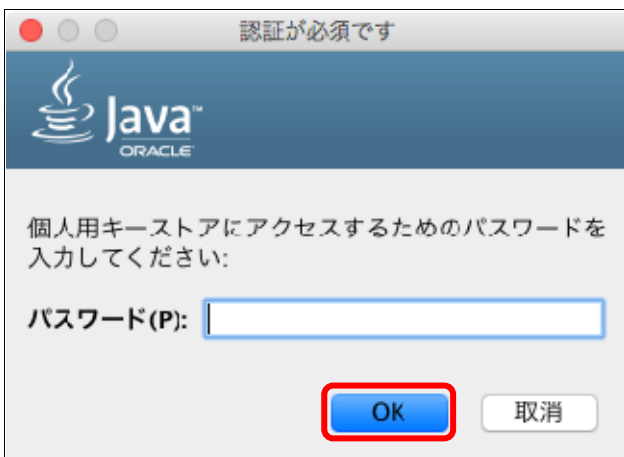 認証が必須です
Java™
ORACLE
個人用キーストアにアクセスするためのパスワードを
入力してください:
パスワード(P):
OK
取消